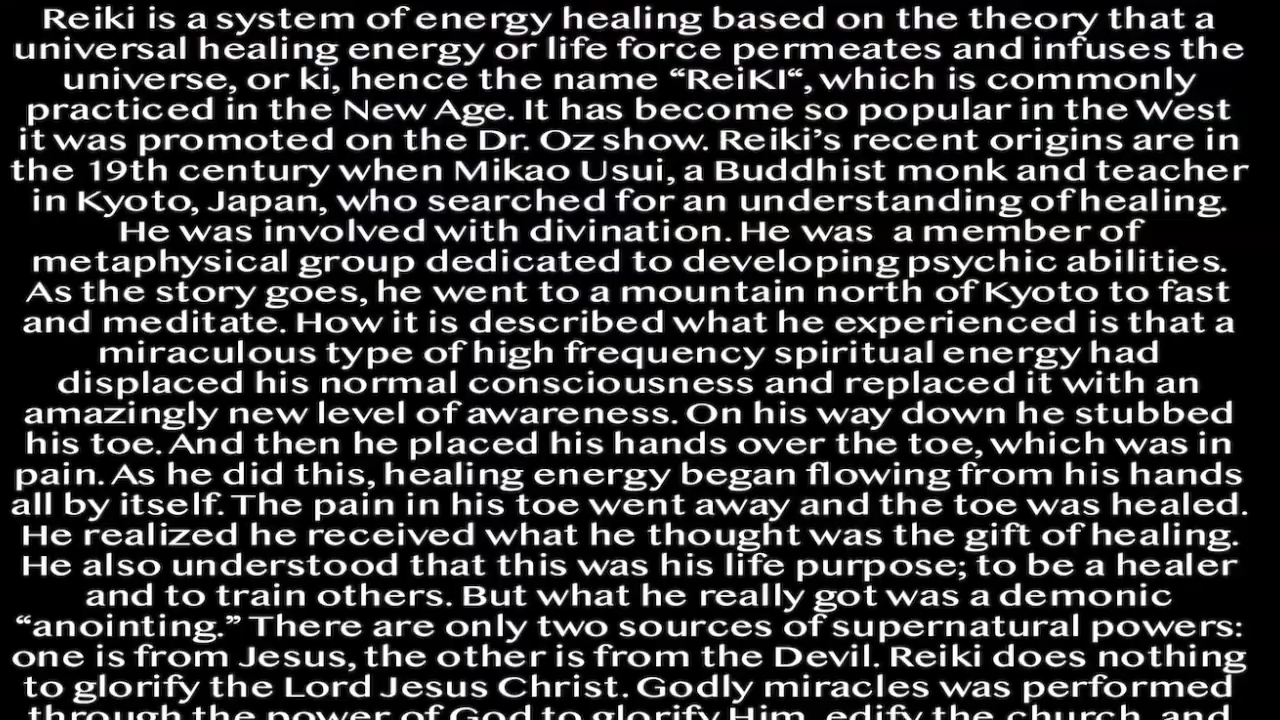 Reiki is a system of energy healing based on the theory that a
universal healing energy or life force permeates and infuses the
universe, or ki, hence the name “ReiKI“, which is commonly
practiced in the New Age. It has become so popular in the West
it was promoted on the Dr. Oz show. Reiki’s recent origins are in
the 19th century when Mikao Usui, a Buddhist monk and teacher
in Kyoto, Japan, who searched for an understanding of healing.
He was involved with divination. He was  a member of
metaphysical group dedicated to developing psychic abilities.
As the story goes, he went to a mountain north of Kyoto to fast
and meditate. How it is described what he experienced is that a
miraculous type of high frequency spiritual energy had
displaced his normal consciousness and replaced it with an
amazingly new level of awareness. On his way down he stubbed
his toe. And then he placed his hands over the toe, which was in
pain. As he did this, healing energy began flowing from his hands
all by itself. The pain in his toe went away and the toe was healed.
He realized he received what he thought was the gift of healing.
He also understood that this was his life purpose; to be a healer
and to train others. But what he really got was a demonic
“anointing.” There are only two sources of supernatural powers:
one is from Jesus, the other is from the Devil. Reiki does nothing
to glorify the Lord Jesus Christ. Godly miracles was performed
through the power of God to glorify Him, edify the church, and